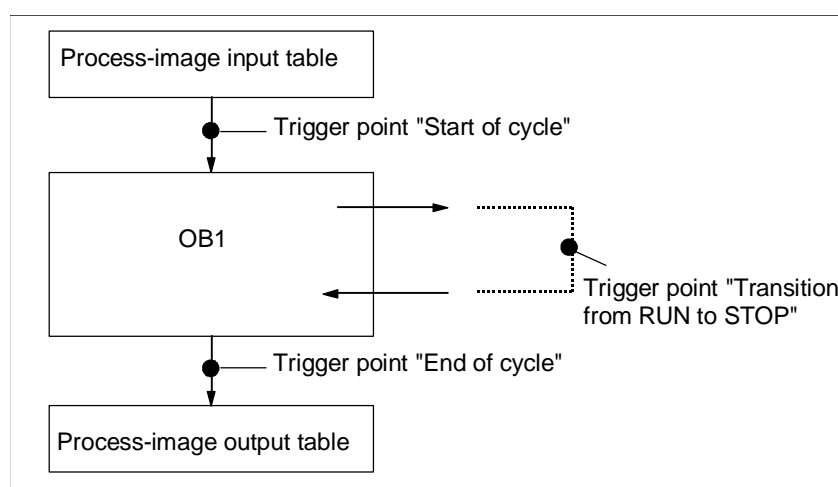 Process-image input table
Trigger point "Start of cycle"
OB1
Trigger point "Transition
from RUN to STOP"
Trigger point "End of cycle"
Process-image output table